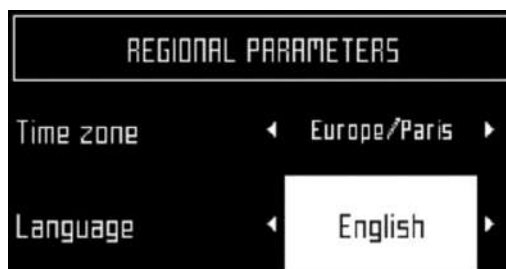 REGIONAL PARAMETERS
Time zone Europe/Paris
Language English